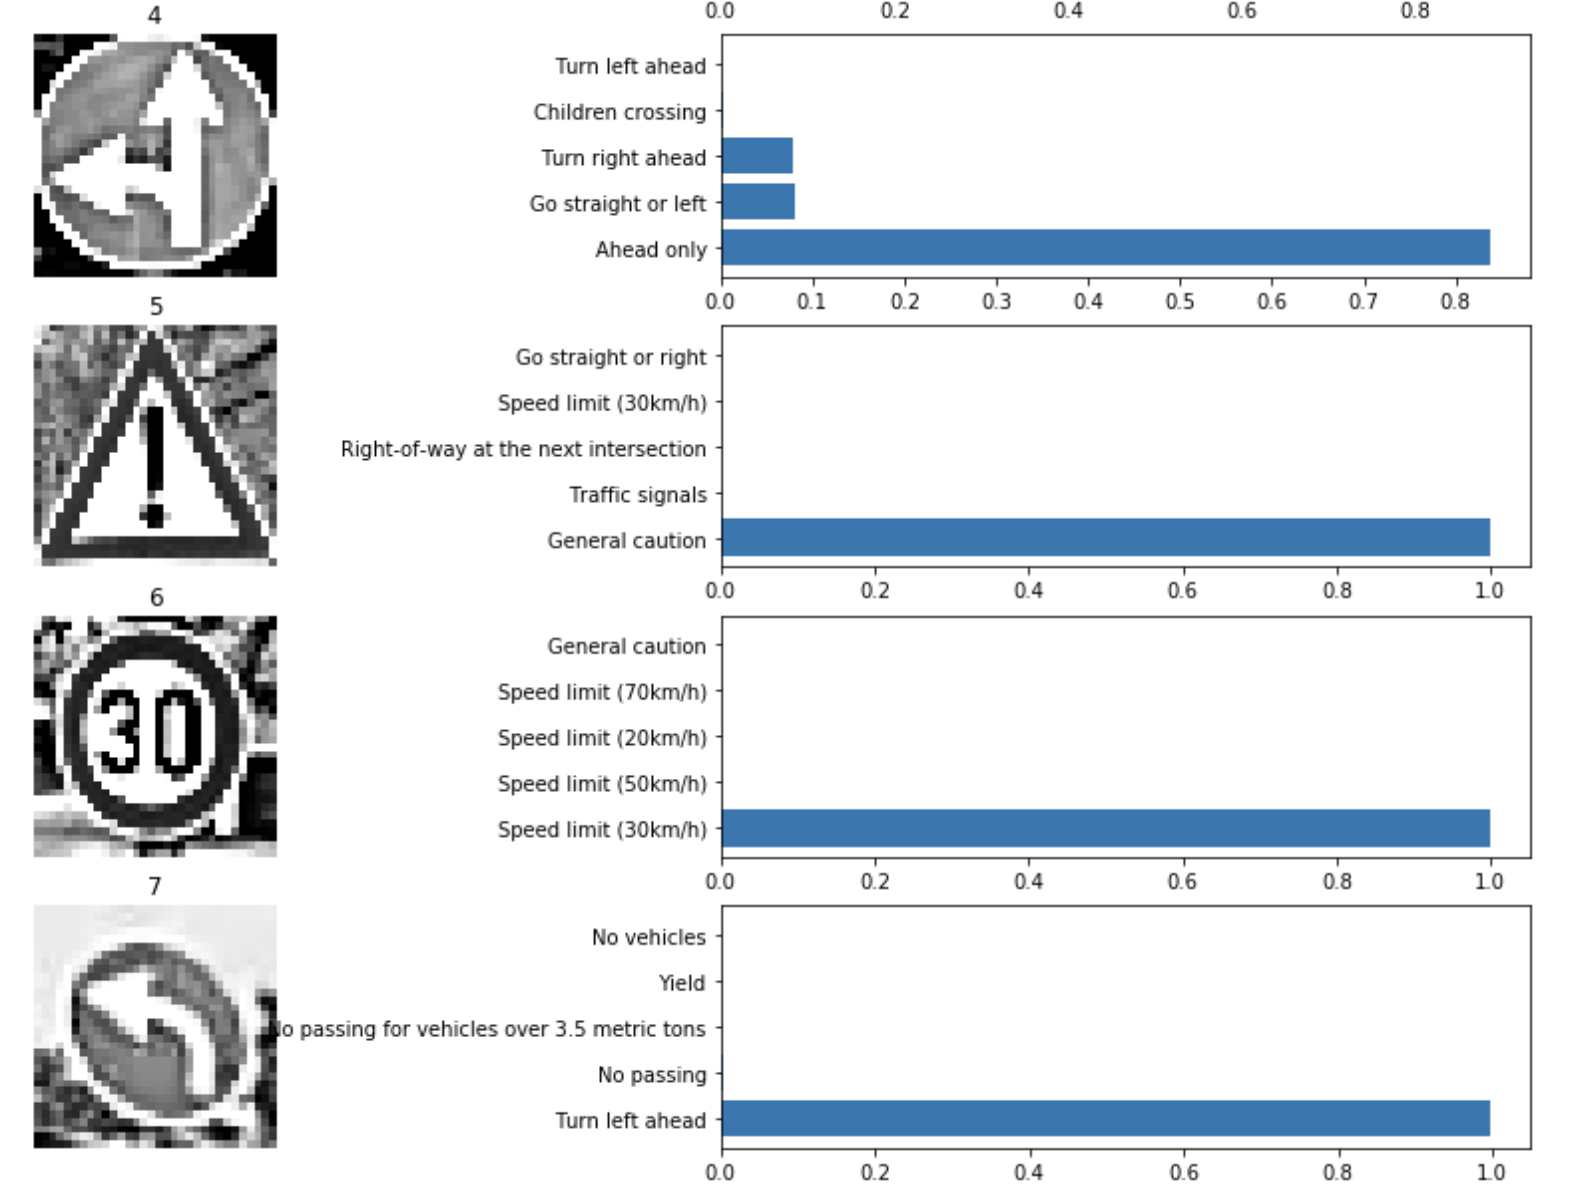 0.0 0.2 0.4 0.6 0.8
4
Turn left ahead
Children crossing
Turn right ahead
Go straight or left
Ahead only
0.0 0.1 0.2 0.3 0.4 0.5 0.6 0.7 0.8
5
Go straight or right
Speed limit (30km/h)
Right-of-way at the next intersection
Traffic signals
General caution
0.0 0.2 0.4 0.6 0.8 1.0
6
30
General caution
Speed limit (70km/h)
Speed limit (20km/h)
Speed limit (50km/h)
Speed limit (30km/h)
0.0 0.2 0.4 0.6 0.8 1.0
7
No vehicles
Yield
No passing for vehicles over 3.5 metric tons
No passing
Turn left ahead
0.0 0.2 0.4 0.6 0.8 1.0